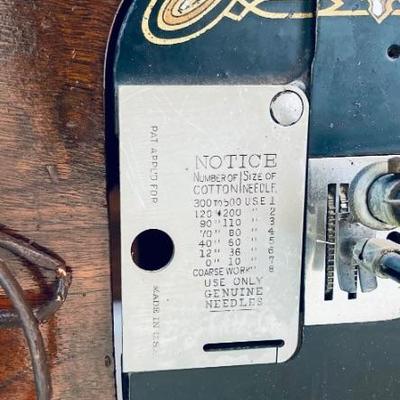 NOTICE
NUMBER OF SIZE OF
COTTON NEEDLE
300 TO 500 USE 1
120 " 200 " 2
90 " 110 " 3
70 " 80 " 4
40 " 60 " 5
12 " 36 " 6
0 " 10 " 7
COARSE WORK " 8
USE ONLY
GENUINE
NEEDLES
PAT. APPL'D FOR
MADE IN U.S.A.